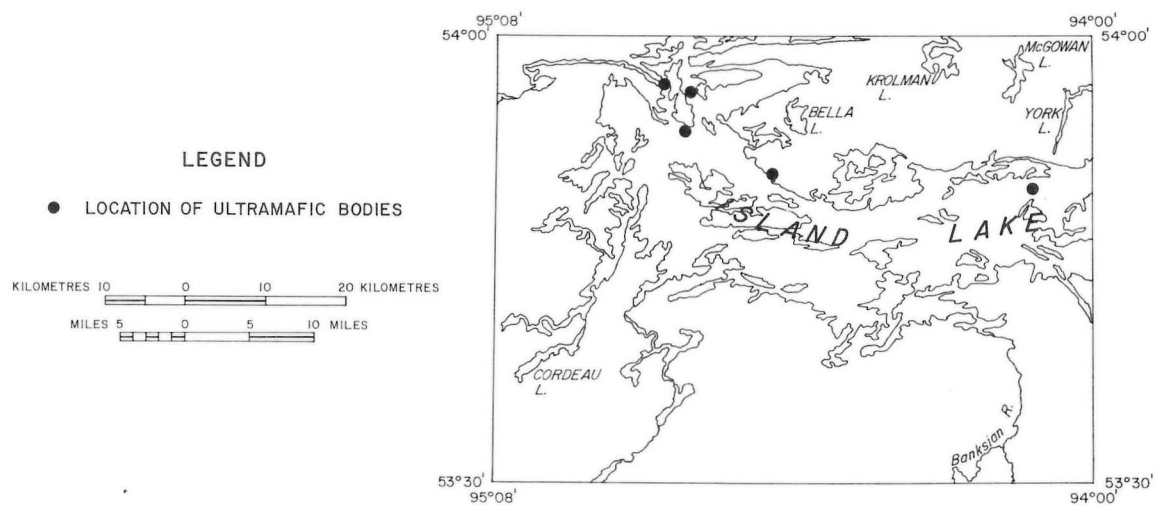 LEGEND
LOCATION OF ULTRAMAFIC BODIES
KILOMETRES 10 0 10 20 KILOMETRES
MILES 5 0 5 10 MILES
95°08' 94°00'
54°00' 54°00'
McGOWAN
L.
KROLMAN
L.
BELLA
L.
YORK
L.
ISLAND LAKE
CORDEAU
L.
Banksian R.
53°30' 53°30'
95°08' 94°00'